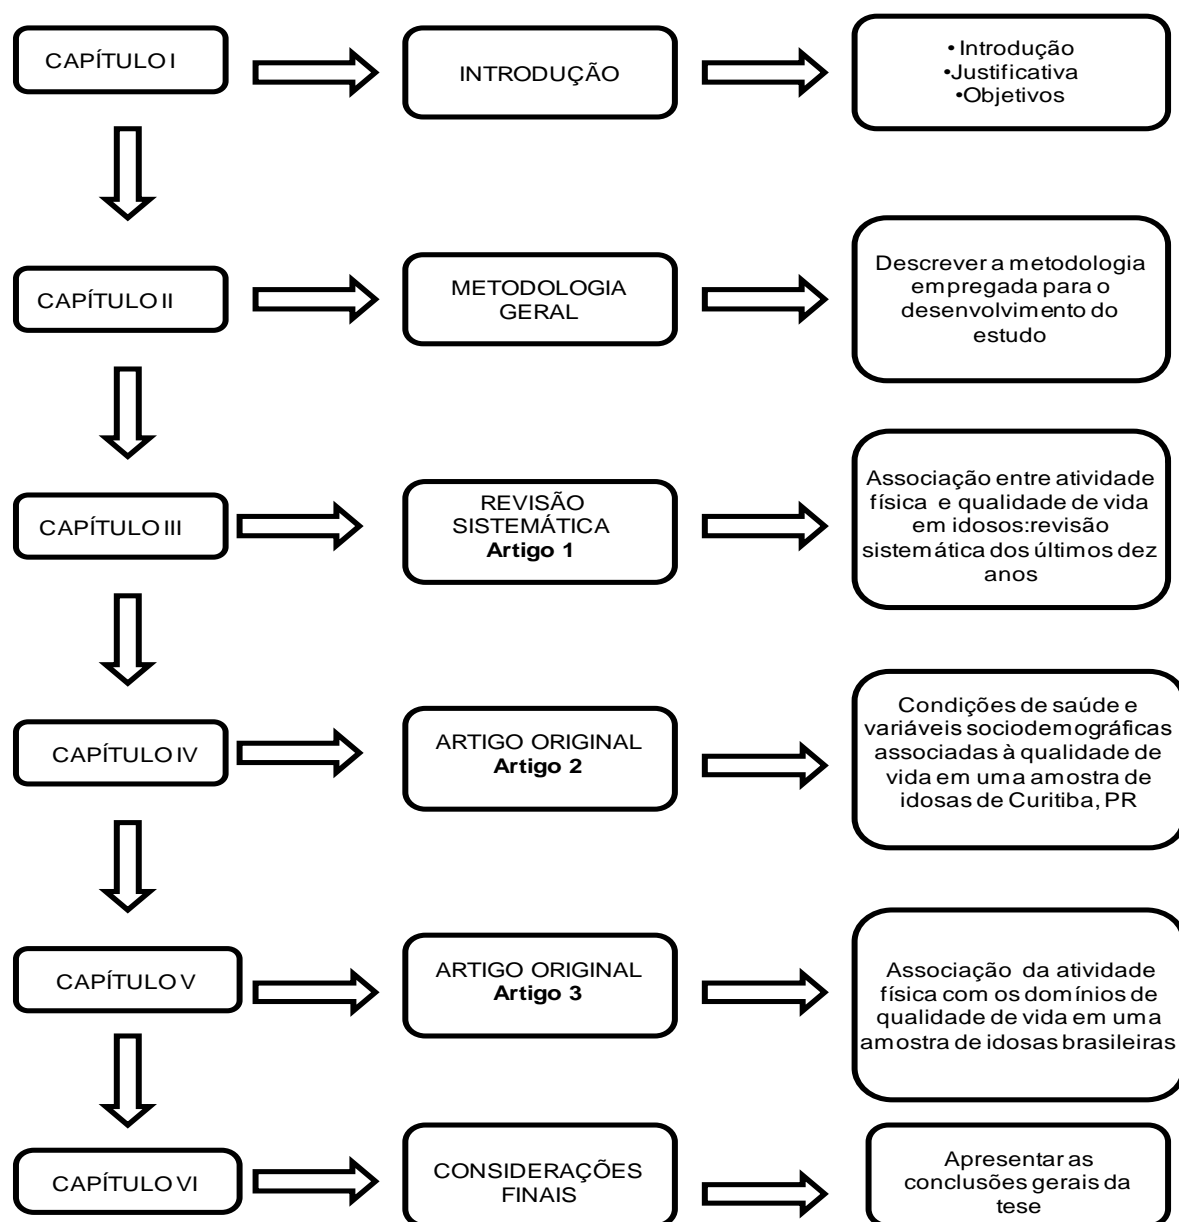 CAPÍTULO I
INTRODUÇÃO
•Introdução
•Justificativa
•Objetivos
CAPÍTULO II
METODOLOGIA
GERAL
Descrever a metodologia
empregada para o
desenvolvimento do
estudo
CAPÍTULO III
REVISÃO
SISTEMÁTICA
Artigo 1
Associação entre atividade
física e qualidade de vida
em idosos:revisão
sistemática dos últimos dez
anos
CAPÍTULO IV
ARTIGO ORIGINAL
Artigo 2
Condições de saúde e
variáveis sociodemográficas
associadas à qualidade de
vida em uma amostra de
idosas de Curitiba, PR
CAPÍTULO V
ARTIGO ORIGINAL
Artigo 3
Associação da atividade
física com os domínios de
qualidade de vida em uma
amostra de idosas brasileiras
CAPÍTULO VI
CONSIDERAÇÕES
FINAIS
Apresentar as
conclusões gerais da
tese